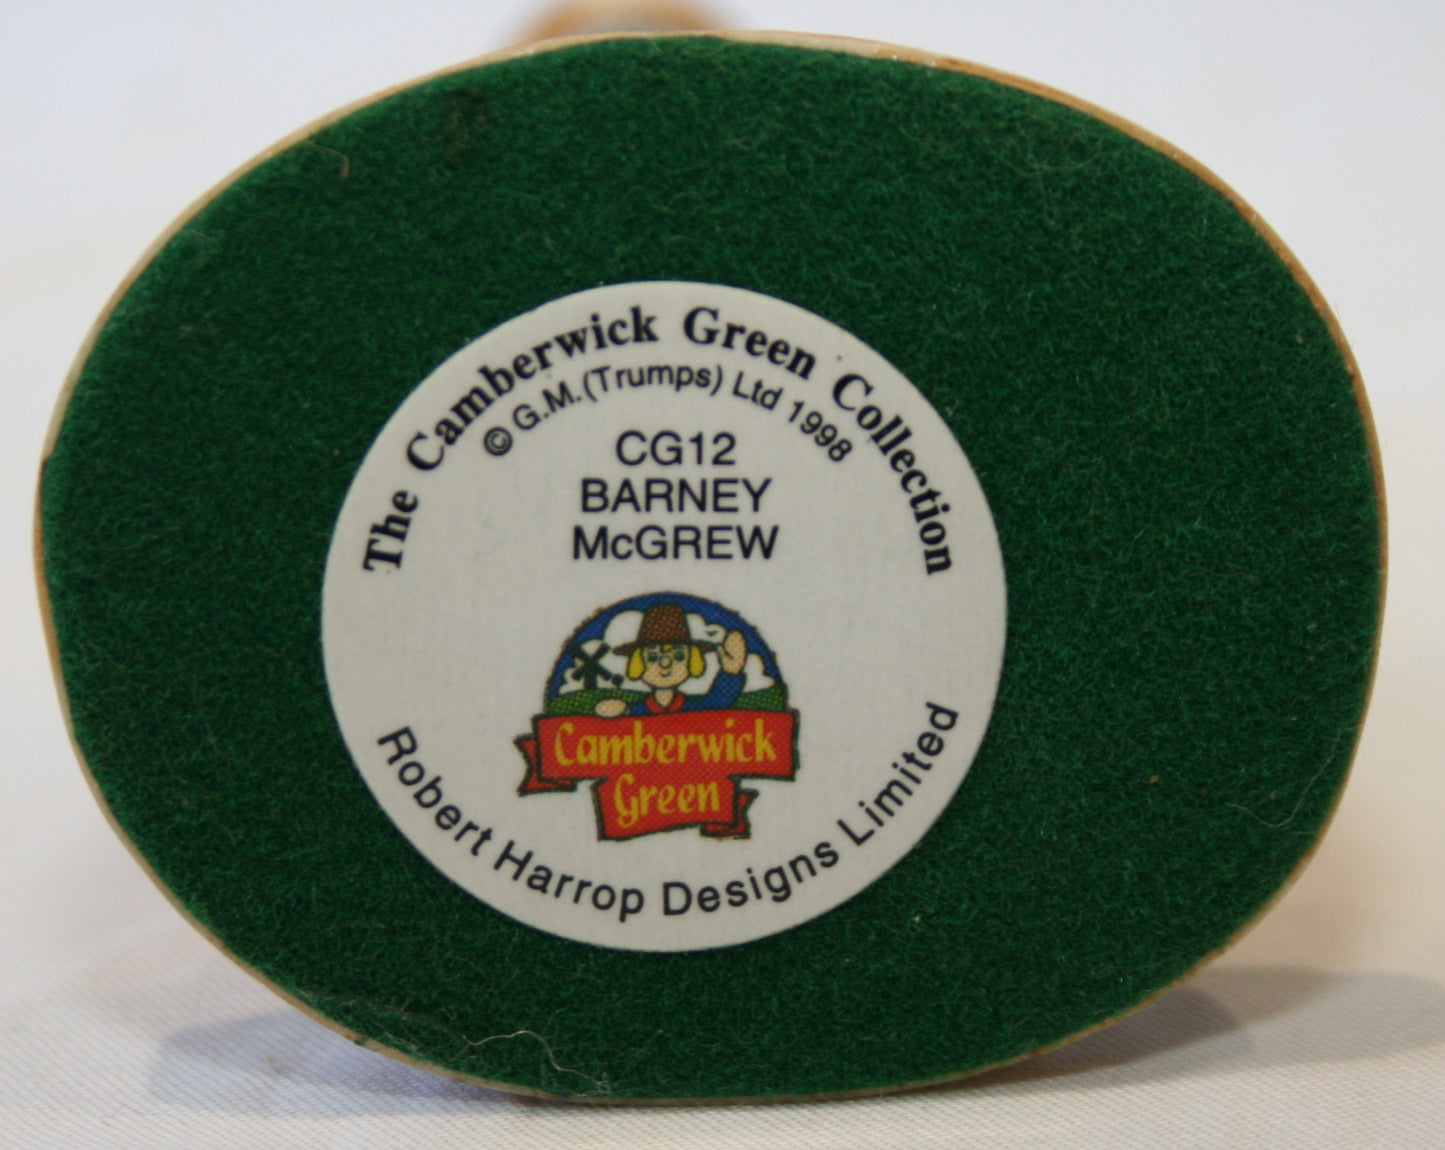 The Camberwick Green Collection
© G.M.(Trumps) Ltd 1998
CG12
BARNEY
McGREW
Camberwick
Green
Robert Harrop Designs Limited